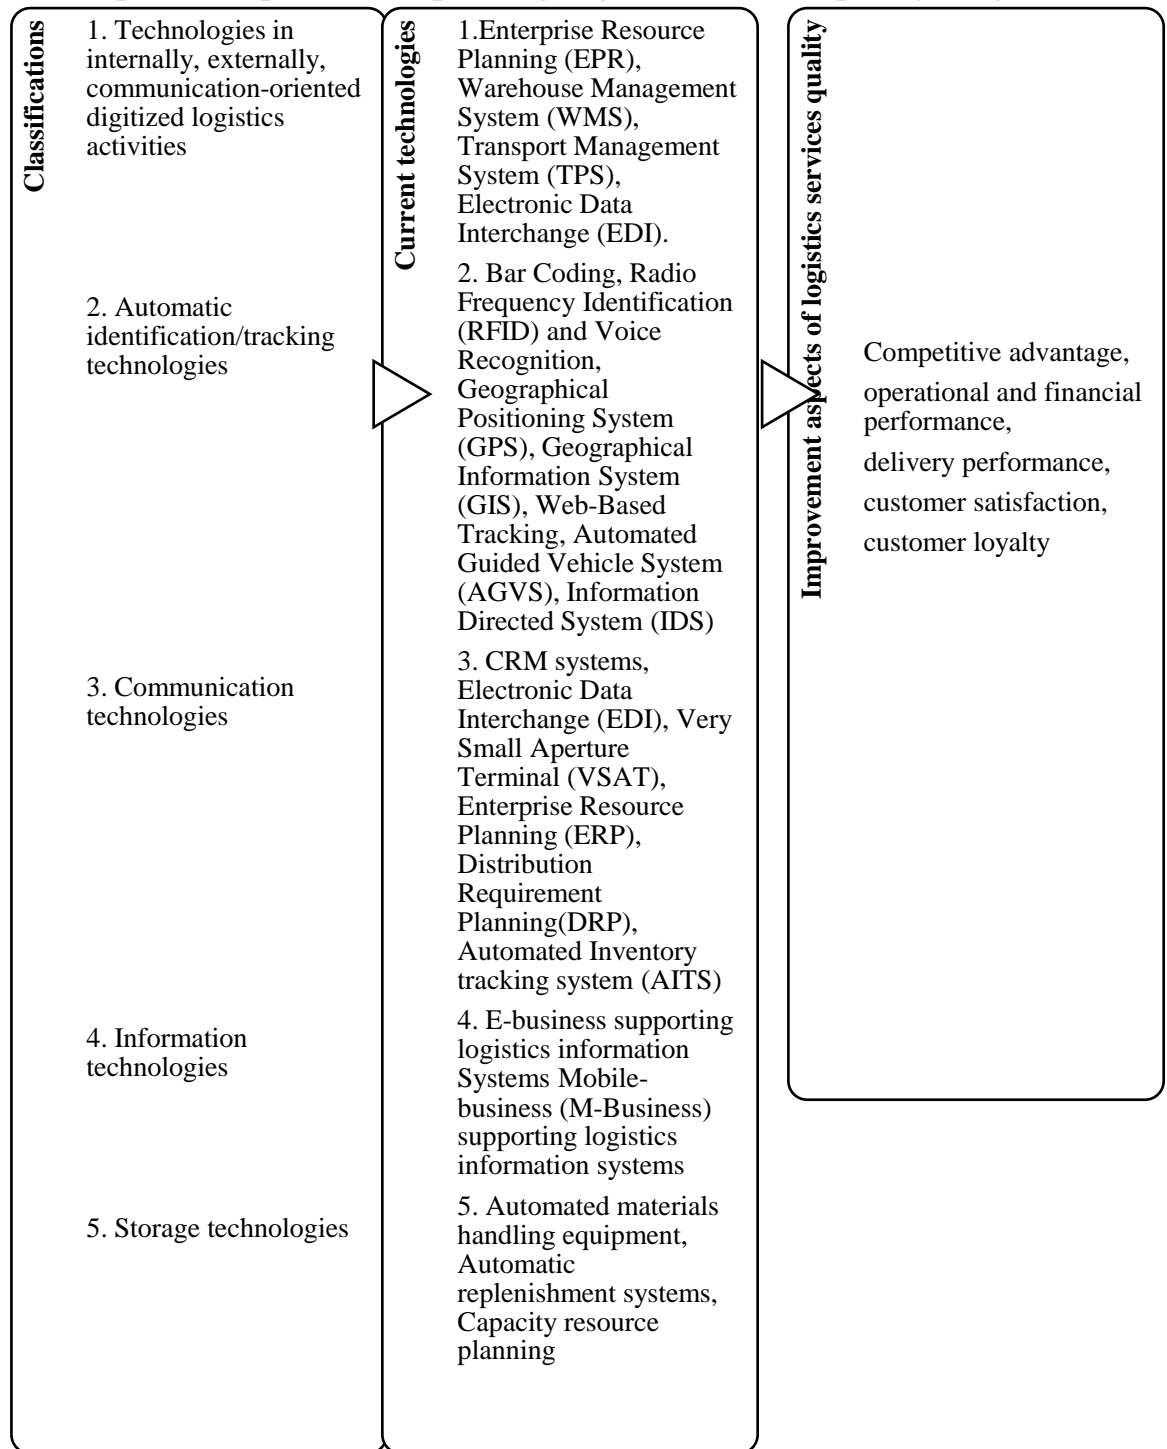 Classifications
1. Technologies in
internally, externally,
communication-oriented
digitized logistics
activities
2. Automatic
identification/tracking
technologies
3. Communication
technologies
4. Information
technologies
5. Storage technologies
Current technologies
1.Enterprise Resource
Planning (EPR),
Warehouse Management
System (WMS),
Transport Management
System (TPS),
Electronic Data
Interchange (EDI).
2. Bar Coding, Radio
Frequency Identification
(RFID) and Voice
Recognition,
Geographical
Positioning System
(GPS), Geographical
Information System
(GIS), Web-Based
Tracking, Automated
Guided Vehicle System
(AGVS), Information
Directed System (IDS)
3. CRM systems,
Electronic Data
Interchange (EDI), Very
Small Aperture
Terminal (VSAT),
Enterprise Resource
Planning (ERP),
Distribution
Requirement
Planning(DRP),
Automated Inventory
tracking system (AITS)
4. E-business supporting
logistics information
Systems Mobile-
business (M-Business)
supporting logistics
information systems
5. Automated materials
handling equipment,
Automatic
replenishment systems,
Capacity resource
planning
Improvement aspects of logistics services quality
Competitive advantage,
operational and financial
performance,
delivery performance,
customer satisfaction,
customer loyalty